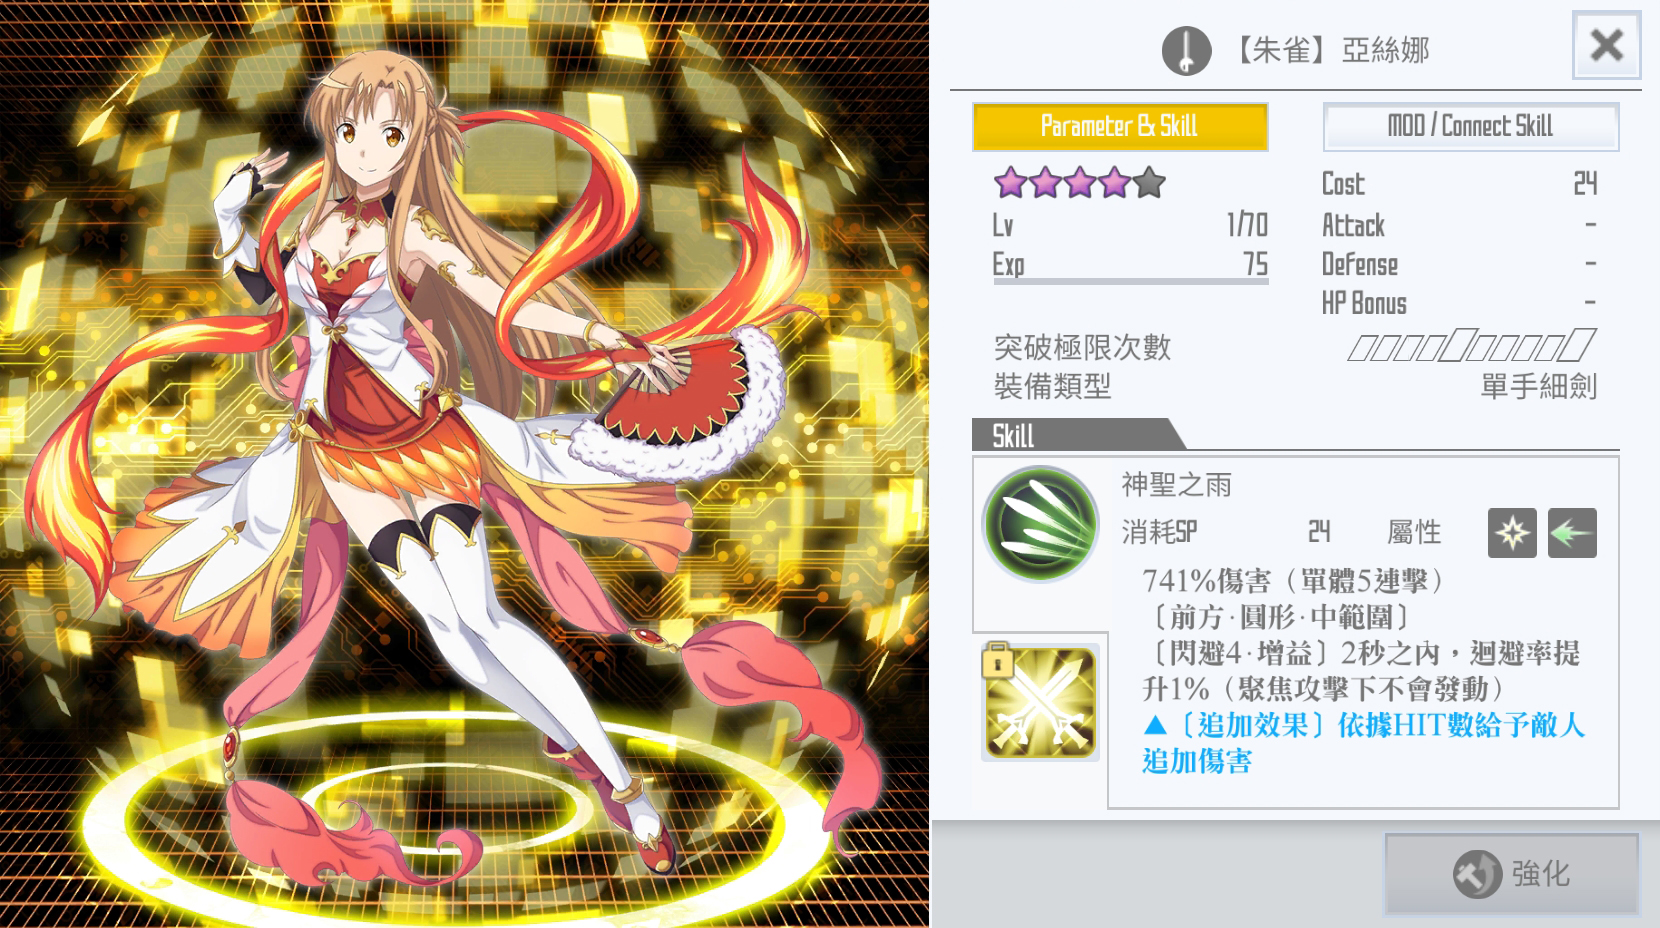 【朱雀】亞絲娜
Parameter & Skill
MOD / Connect Skill
Lv 1/70
Exp 75
Cost 24
Attack -
Defense -
HP Bonus -
突破極限次數
裝備類型 單手細劍
Skill
神聖之雨
消耗SP 24 屬性
741%傷害（單體5連擊）
〔前方·圓形·中範圍〕
〔閃避4·增益〕2秒之內，迴避率提
升1%（聚焦攻擊下不會發動）
▲〔追加效果〕依據HIT數給予敵人
追加傷害
強化